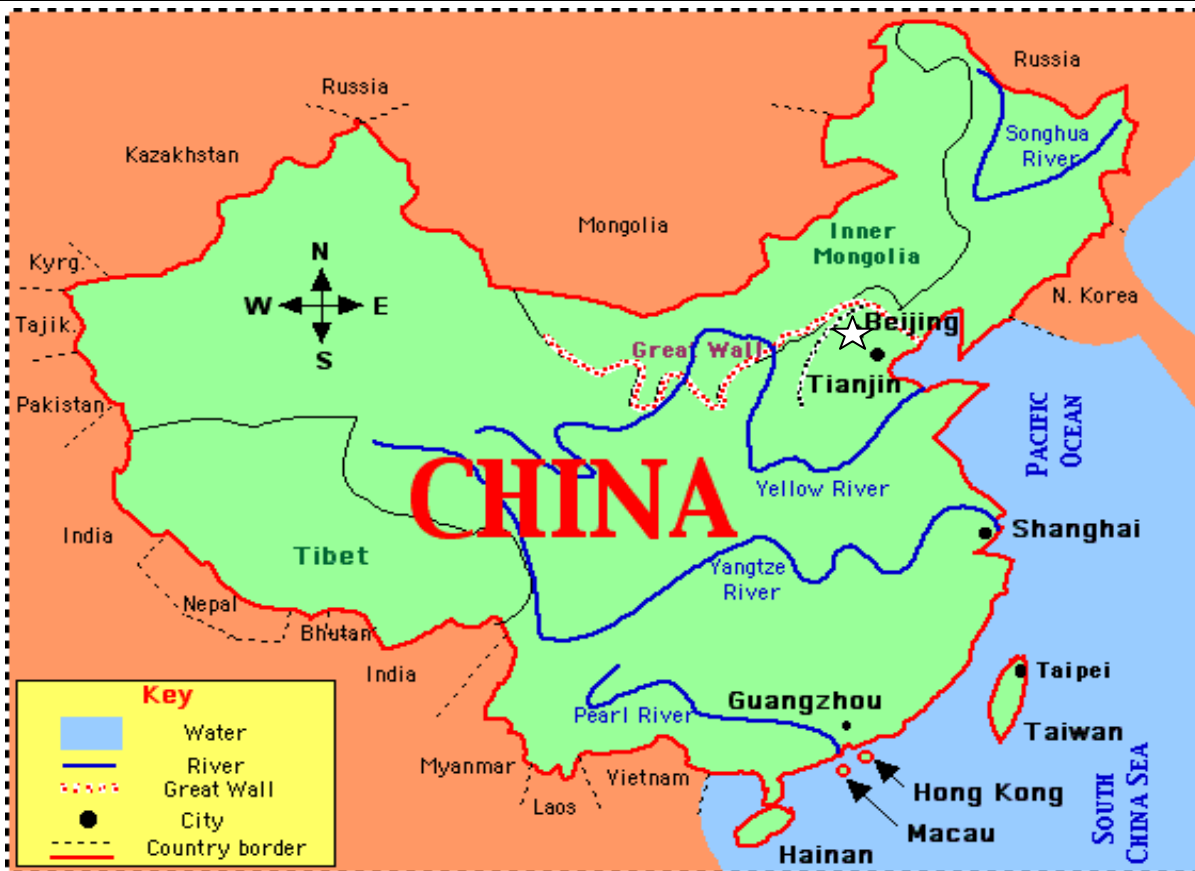 Russia
Russia
Kazakhstan
Songhua
River
Mongolia
Inner
Mongolia
N
W E
S
Kyrg.
Tajik.
Pakistan
N. Korea
Beijing
Great Wall
Tianjin
PACIFIC
OCEAN
CHINA
Yellow River
India
Tibet
Shanghai
Yangtze
River
Nepal
Bhutan
India
Taipei
Guangzhou
Pearl River
Taiwan
Myanmar
Vietnam
Laos
Hong Kong
Macau
Hainan
SOUTH
CHINA SEA
Key
Water
River
Great Wall
City
Country border